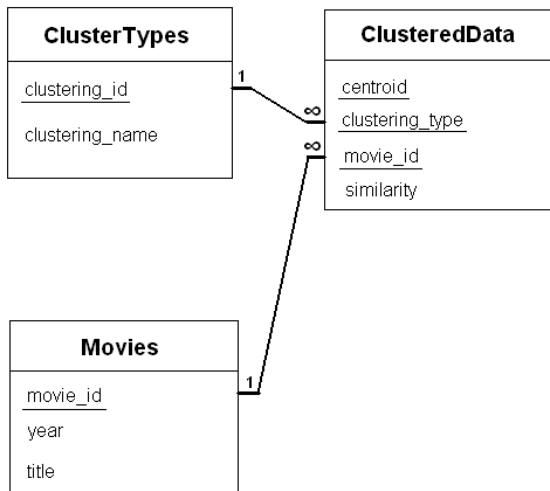 ClusterTypes
clustering_id
clustering_name
1
ClusteredData
centroid
clustering_type
movie_id
similarity
∞
∞
Movies
movie_id
year
title
1